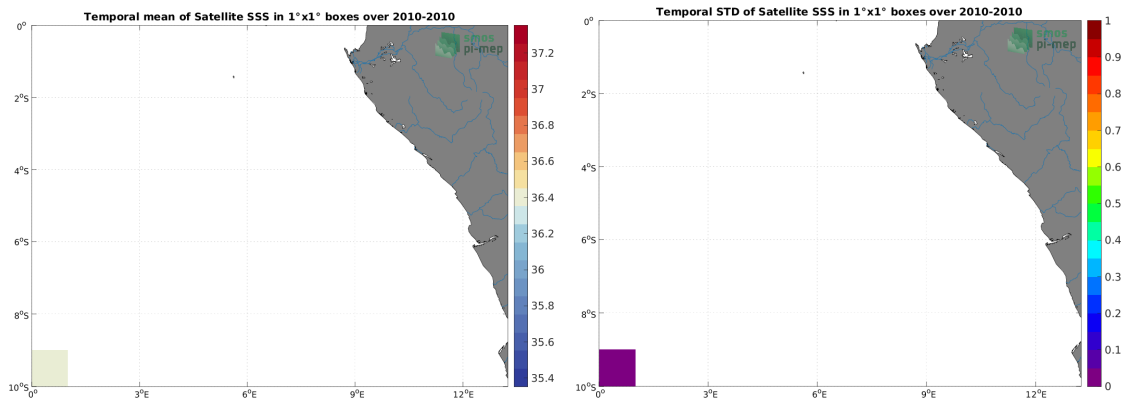 Temporal mean of Satellite SSS in 1°x1° boxes over 2010-2010
0°
2°S
4°S
6°S
8°S
10°S
0°
3°E
6°E
9°E
12°E
smos
pi-mep
37.2
37
36.8
36.6
36.4
36.2
36
35.8
35.6
35.4
Temporal STD of Satellite SSS in 1°x1° boxes over 2010-2010
0°
2°S
4°S
6°S
8°S
10°S
0°
3°E
6°E
9°E
12°E
smos
pi-mep
1
0.9
0.8
0.7
0.6
0.5
0.4
0.3
0.2
0.1
0